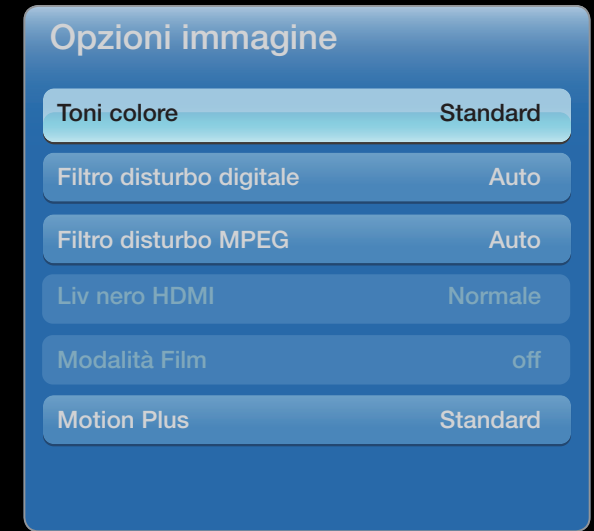 Opzioni immagine
Toni colore Standard
Filtro disturbo digitale Auto
Filtro disturbo MPEG Auto
Liv nero HDMI Normale
Modalità Film off
Motion Plus Standard